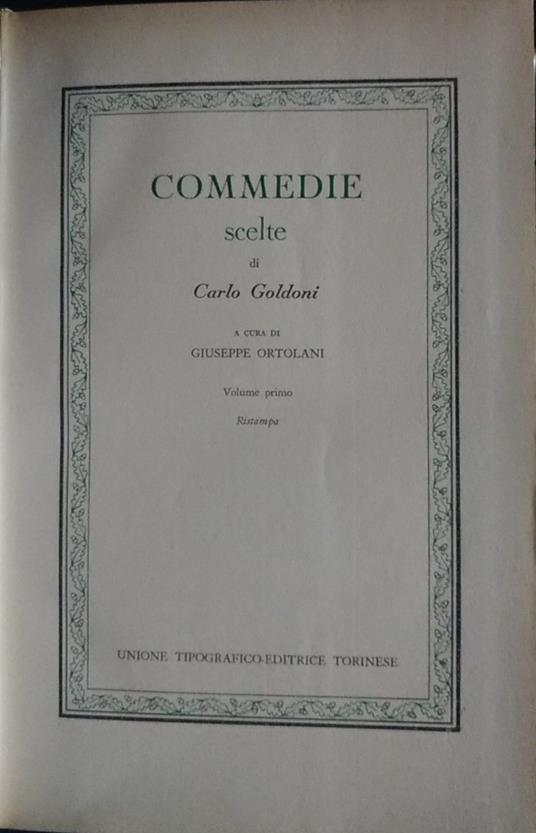 COMMEDIE
scelte
di
Carlo Goldoni
A CURA DI
GIUSEPPE ORTOLANI
Volume primo
Ristampa
UNIONE TIPOGRAFICO-EDITRICE TORINESE